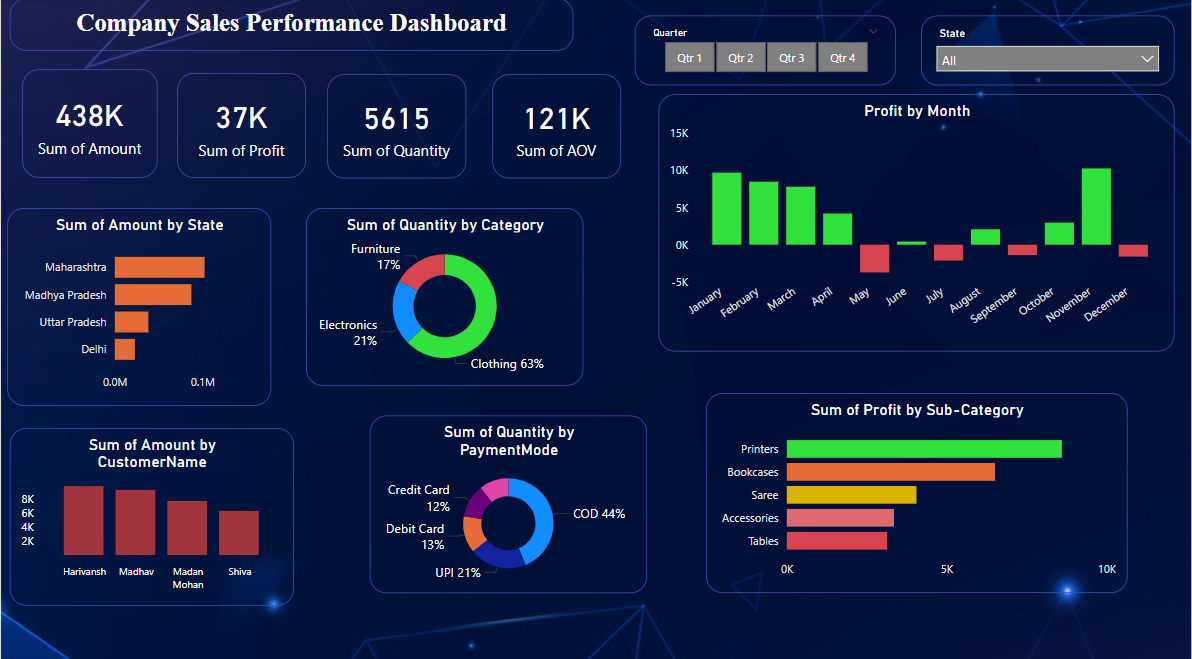 Company Sales Performance Dashboard
Quarter
Qtr 1 Qtr 2 Qtr 3 Qtr 4
State
All
438K
Sum of Amount
37K
Sum of Profit
5615
Sum of Quantity
121K
Sum of AOV
Profit by Month
15K
10K
5K
0K
-5K
January February March April May June July August September October November December
Sum of Amount by State
Maharashtra
Madhya Pradesh
Uttar Pradesh
Delhi
0.0M 0.1M
Sum of Quantity by Category
Furniture
17%
Electronics
21%
Clothing 63%
Sum of Amount by
CustomerName
8K
6K
4K
2K
Harivansh Madhav Madan Shiva
Mohan
Sum of Quantity by
PaymentMode
Credit Card
12%
COD 44%
Debit Card
13%
UPI 21%
Sum of Profit by Sub-Category
Printers
Bookcases
Saree
Accessories
Tables
0K 5K 10K